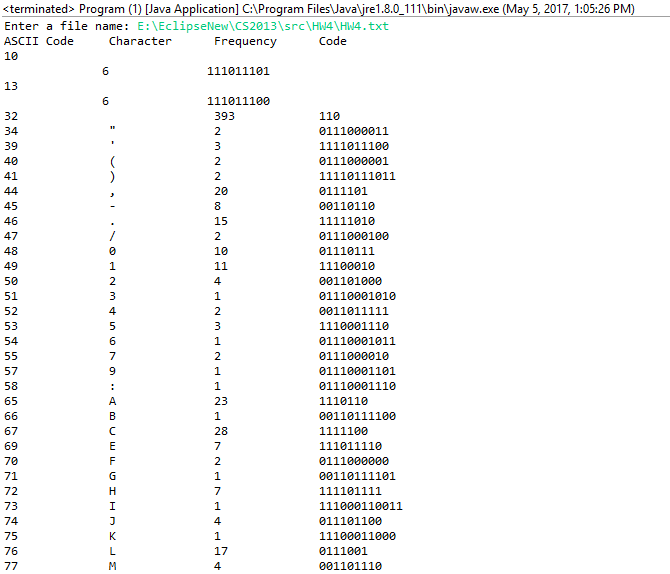 <terminated> Program (1) [Java Application] C:\Program Files\Java\jre1.8.0_111\bin\javaw.exe (May 5, 2017, 1:05:26 PM)
Enter a file name: E:\EclipseNew\CS2013\src\HW4\HW4.txt
ASCII Code Character Frequency Code
10
6 111011101
13
6 111011100
32 393 110
34 " 2 0111000011
39 ' 3 1111011100
40 ( 2 0111000001
41 ) 2 11110111011
44 , 20 0111101
45 - 8 00110110
46 . 15 11111010
47 / 2 0111000100
48 0 10 01110111
49 1 11 11100010
50 2 4 001101000
51 3 1 01110001010
52 4 2 0011011111
53 5 3 1110001110
54 6 1 01110001011
55 7 2 0111000010
57 9 1 01110001101
58 : 1 01110001110
65 A 23 1110110
66 B 1 00110111100
67 C 28 1111100
69 E 7 111011110
70 F 2 0111000000
71 G 1 00110111101
72 H 7 111101111
73 I 1 111000110011
74 J 4 011101100
75 K 1 11100011000
76 L 17 0111001
77 M 4 001101110